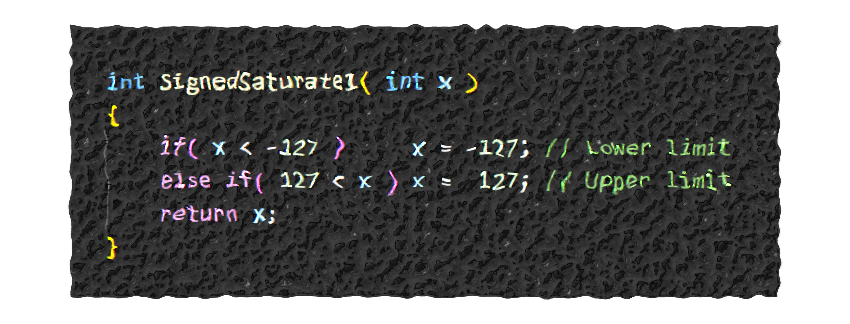 int SignedSaturate1( int x )
{
    if( x < -127 )     x = -127; // Lower limit
    else if( 127 < x ) x =  127; // Upper limit
    return x;
}